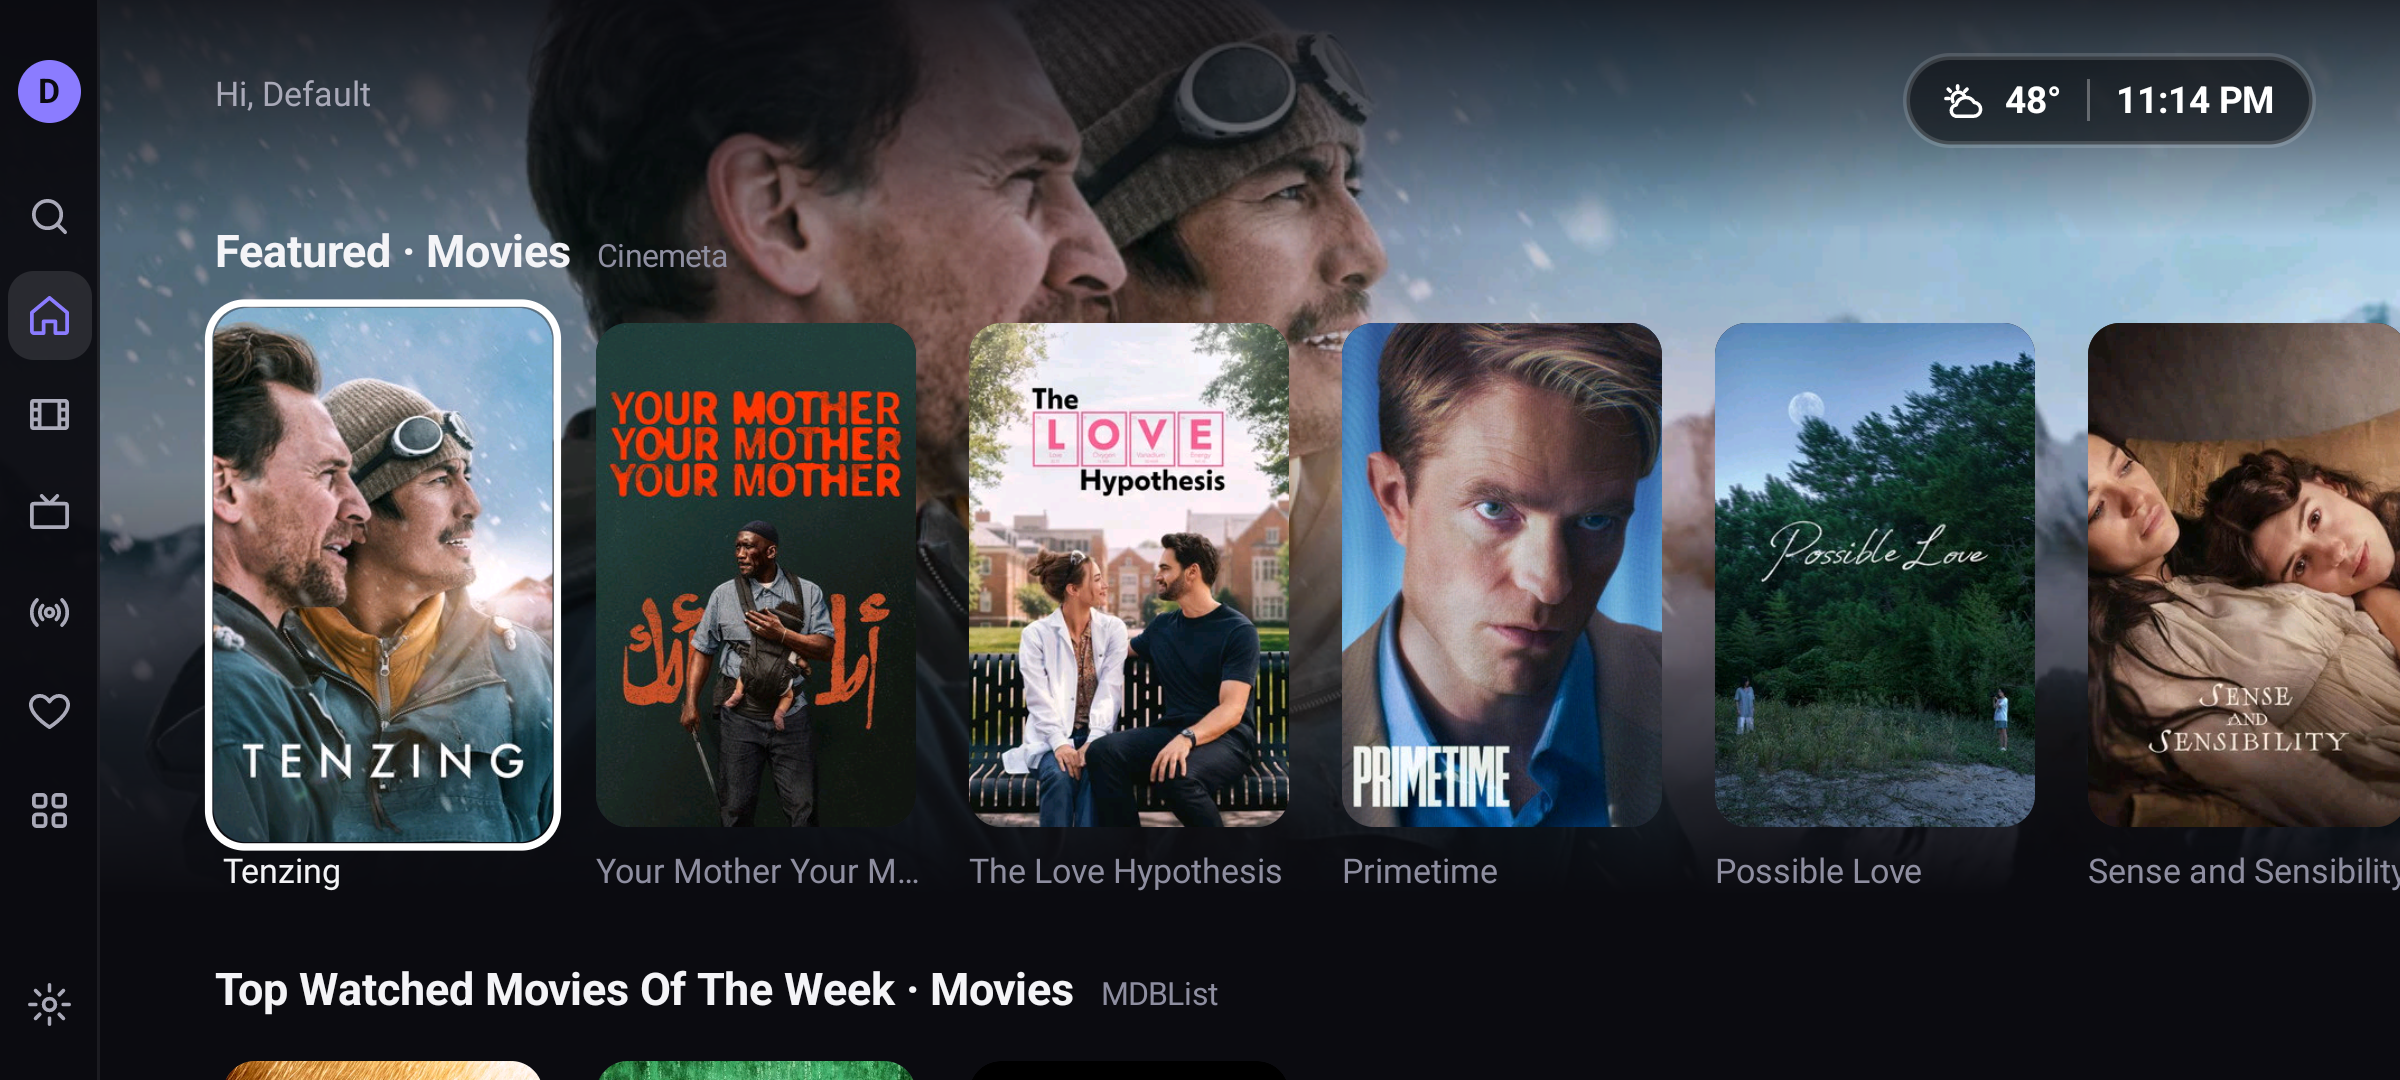 D
Hi, Default
48°
11:14 PM
Featured · Movies Cinemeta
TENZING
YOUR MOTHER
YOUR MOTHER
YOUR MOTHER
The
LOVE
Hypothesis
PRIMETIME
Possible Love
SENSE
AND
SENSIBILITY
Tenzing
Your Mother Your M...
The Love Hypothesis
Primetime
Possible Love
Sense and Sensibility
Top Watched Movies Of The Week · Movies MDBList